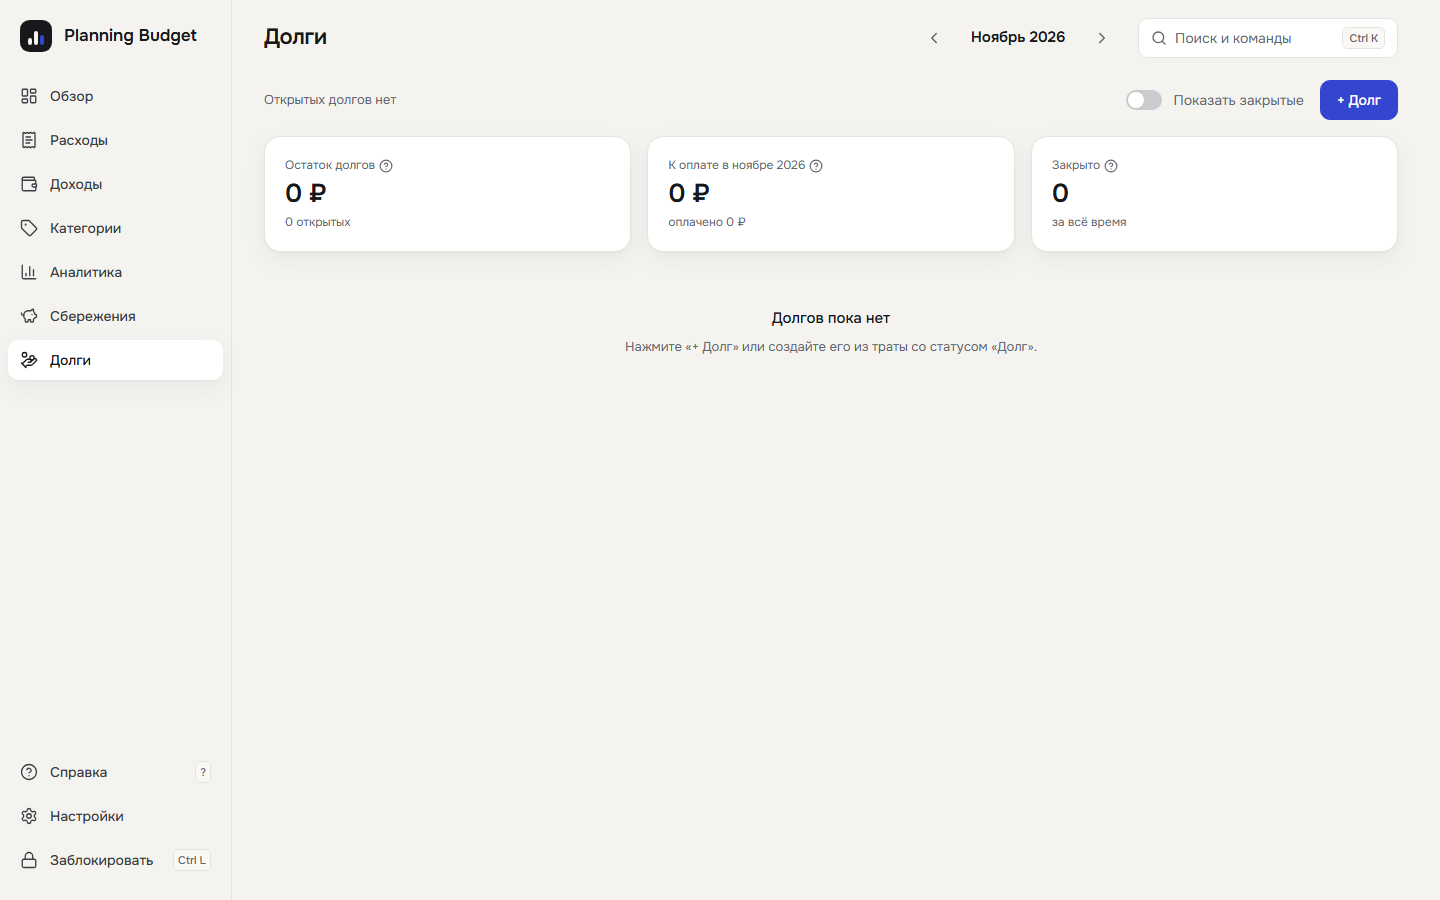 Planning Budget
Обзор
Расходы
Доходы
Категории
Аналитика
Сбережения
Долги
Справка ?
Настройки
Заблокировать Ctrl L
Долги
Ноябрь 2026
Поиск и команды Ctrl K
Открытых долгов нет
Показать закрытые
+ Долг
Остаток долгов ?
0 ₽
0 открытых
К оплате в ноябре 2026 ?
0 ₽
оплачено 0 ₽
Закрыто ?
0
за всё время
Долгов пока нет
Нажмите «+ Долг» или создайте его из траты со статусом «Долг».